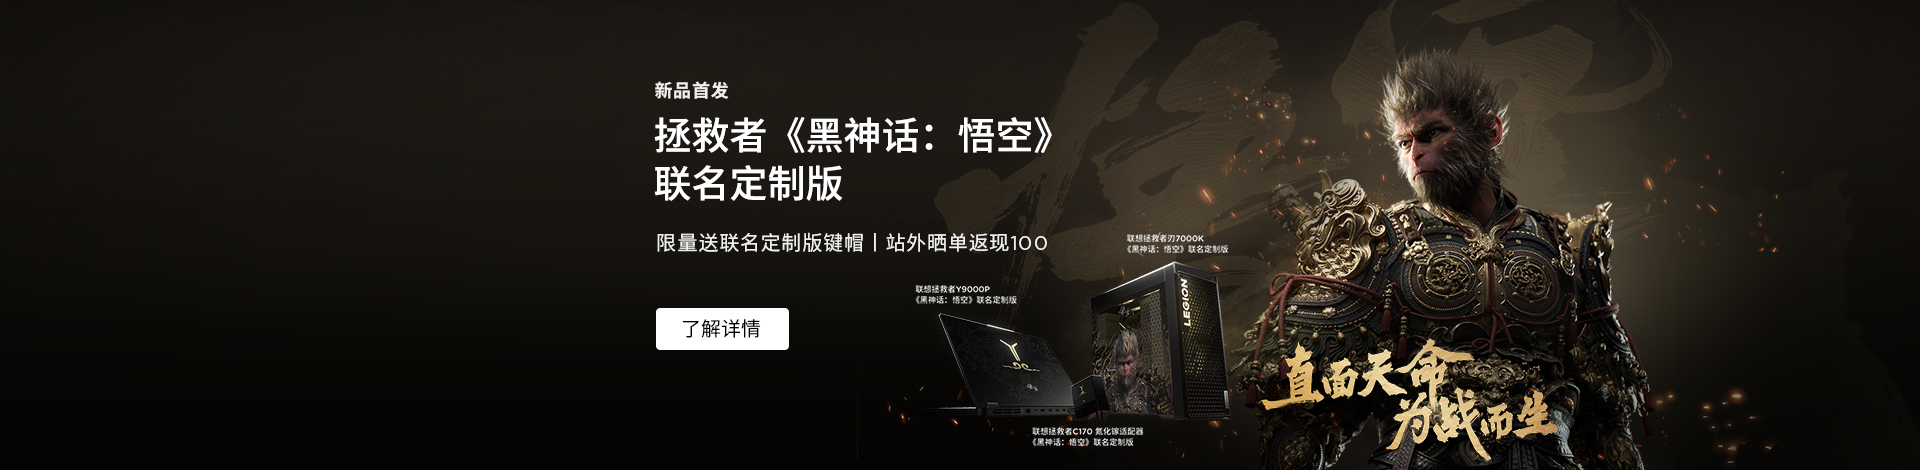 新品首发
拯救者《黑神话：悟空》
联名定制版
限量送联名定制版键帽丨站外晒单返现100
了解详情
联想拯救者Y9000P
《黑神话：悟空》联名定制版
联想拯救者刃7000K
《黑神话：悟空》联名定制版
LEGION
联想拯救者C170 氮化镓适配器
《黑神话：悟空》联名定制版
直面天命
为战而生